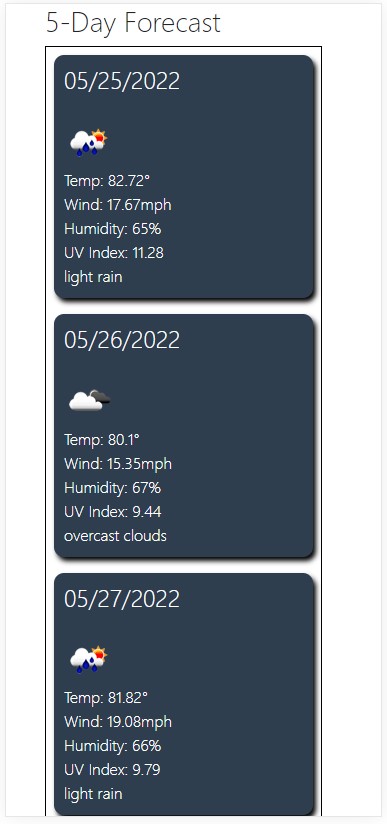 5-Day Forecast
05/25/2022
Temp: 82.72°
Wind: 17.67mph
Humidity: 65%
UV Index: 11.28
light rain
05/26/2022
Temp: 80.1°
Wind: 15.35mph
Humidity: 67%
UV Index: 9.44
overcast clouds
05/27/2022
Temp: 81.82°
Wind: 19.08mph
Humidity: 66%
UV Index: 9.79
light rain